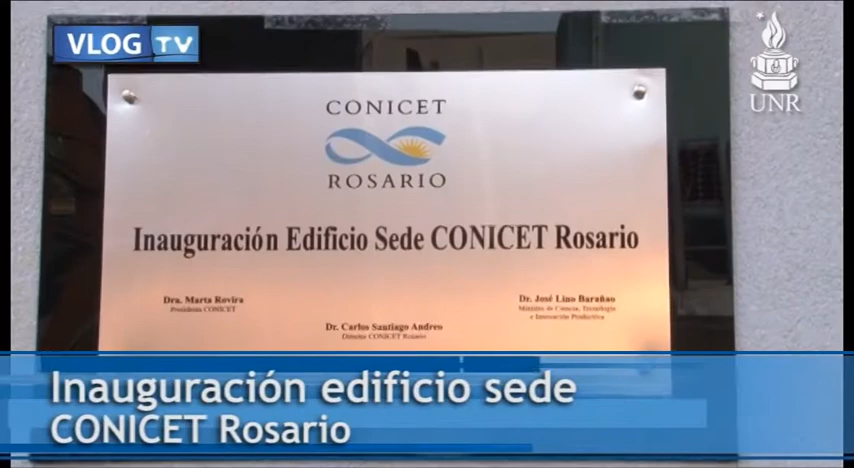 VLOG TV
UNR
CONICET
ROSARIO
Inauguración Edificio Sede CONICET Rosario
Dra. Marta Rovira
Presidenta CONICET
Dr. José Lino Barañao
Ministro de Ciencia, Tecnología
e Innovación Productiva
Dr. Carlos Santiago Andreo
Director CONICET Rosario
Inauguración edificio sede
CONICET Rosario